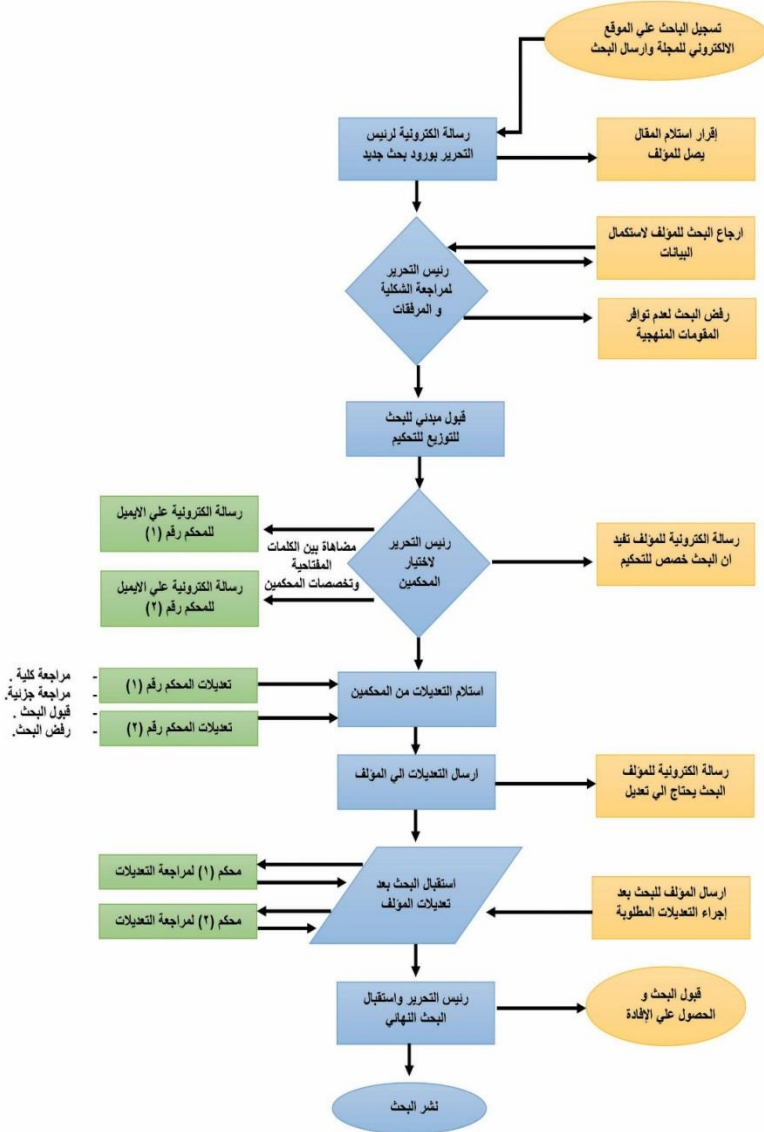 تسجيل الباحث علي الموقع
الالكتروني للمجلة وارسال البحث
رسالة الكترونية لرئيس
التحرير بورود بحث جديد
إقرار استلام المقال
يصل للمؤلف
ارجاع البحث للمؤلف لاستكمال
البيانات
رئيس التحرير
لمراجعة الشكلية
و المرفقات
رفض البحث لعدم توافر
المقومات المنهجية
قبول مبدئي للبحث
للتوزيع للتحكيم
رسالة الكترونية للمؤلف تفيد
ان البحث خصص للتحكيم
رئيس التحرير
لاختيار
المحكمين
مضاهاة بين الكلمات
المفتاحية
وتخصصات المحكمين
رسالة الكترونية علي الايميل
للمحكم رقم (١)
رسالة الكترونية علي الايميل
للمحكم رقم (٢)
استلام التعديلات من المحكمين
تعديلات المحكم رقم (١)
تعديلات المحكم رقم (٢)
- مراجعة كلية .
- مراجعة جزئية.
- قبول البحث .
- رفض البحث.
ارسال التعديلات الي المؤلف
رسالة الكترونية للمؤلف
البحث يحتاج الي تعديل
استقبال البحث بعد
تعديلات المؤلف
محكم (١) لمراجعة التعديلات
محكم (٢) لمراجعة التعديلات
ارسال المؤلف للبحث بعد
إجراء التعديلات المطلوبة
رئيس التحرير واستقبال
البحث النهائي
قبول البحث و
الحصول علي الإفادة
نشر البحث